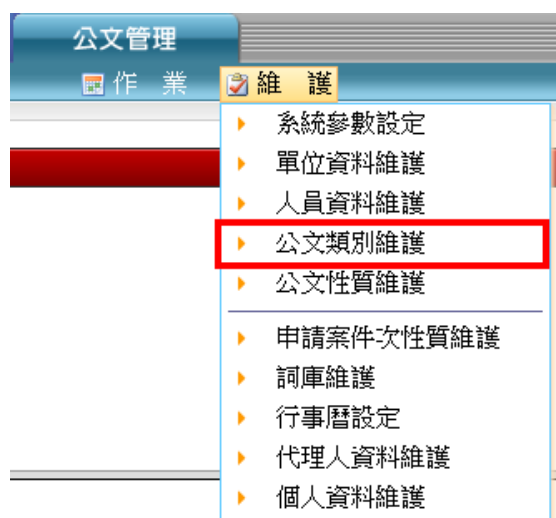 公文管理
作 業 維 護
系統參數設定
單位資料維護
人員資料維護
公文類別維護
公文性質維護
申請案件次性質維護
詞庫維護
行事曆設定
代理人資料維護
個人資料維護